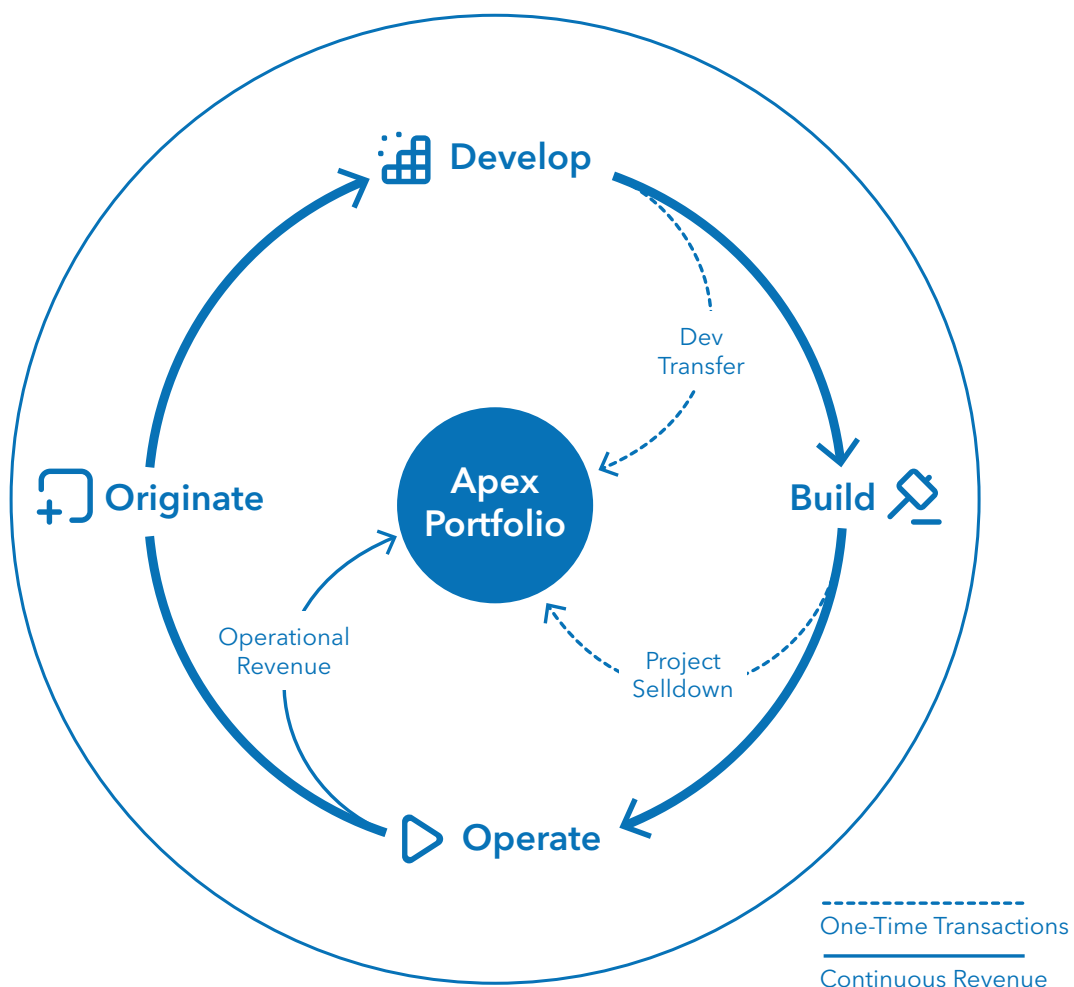 Develop
Dev
Transfer
Apex
Portfolio
Originate
Build
Operational
Revenue
Project
Selldown
Operate
One-Time Transactions
Continuous Revenue